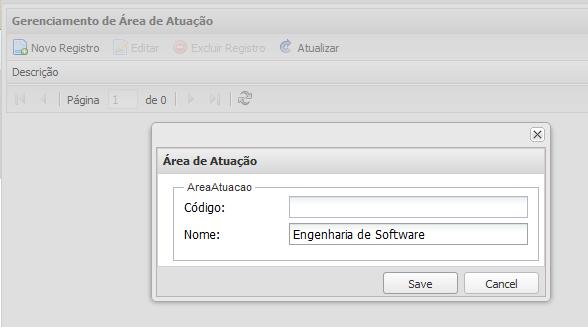 Gerenciamento de Área de Atuação
Novo Registro Editar Excluir Registro Atualizar
Descrição
Página 1 de 0
Área de Atuação
AreaAtuacao
Código:
Nome: Engenharia de Software
Save Cancel